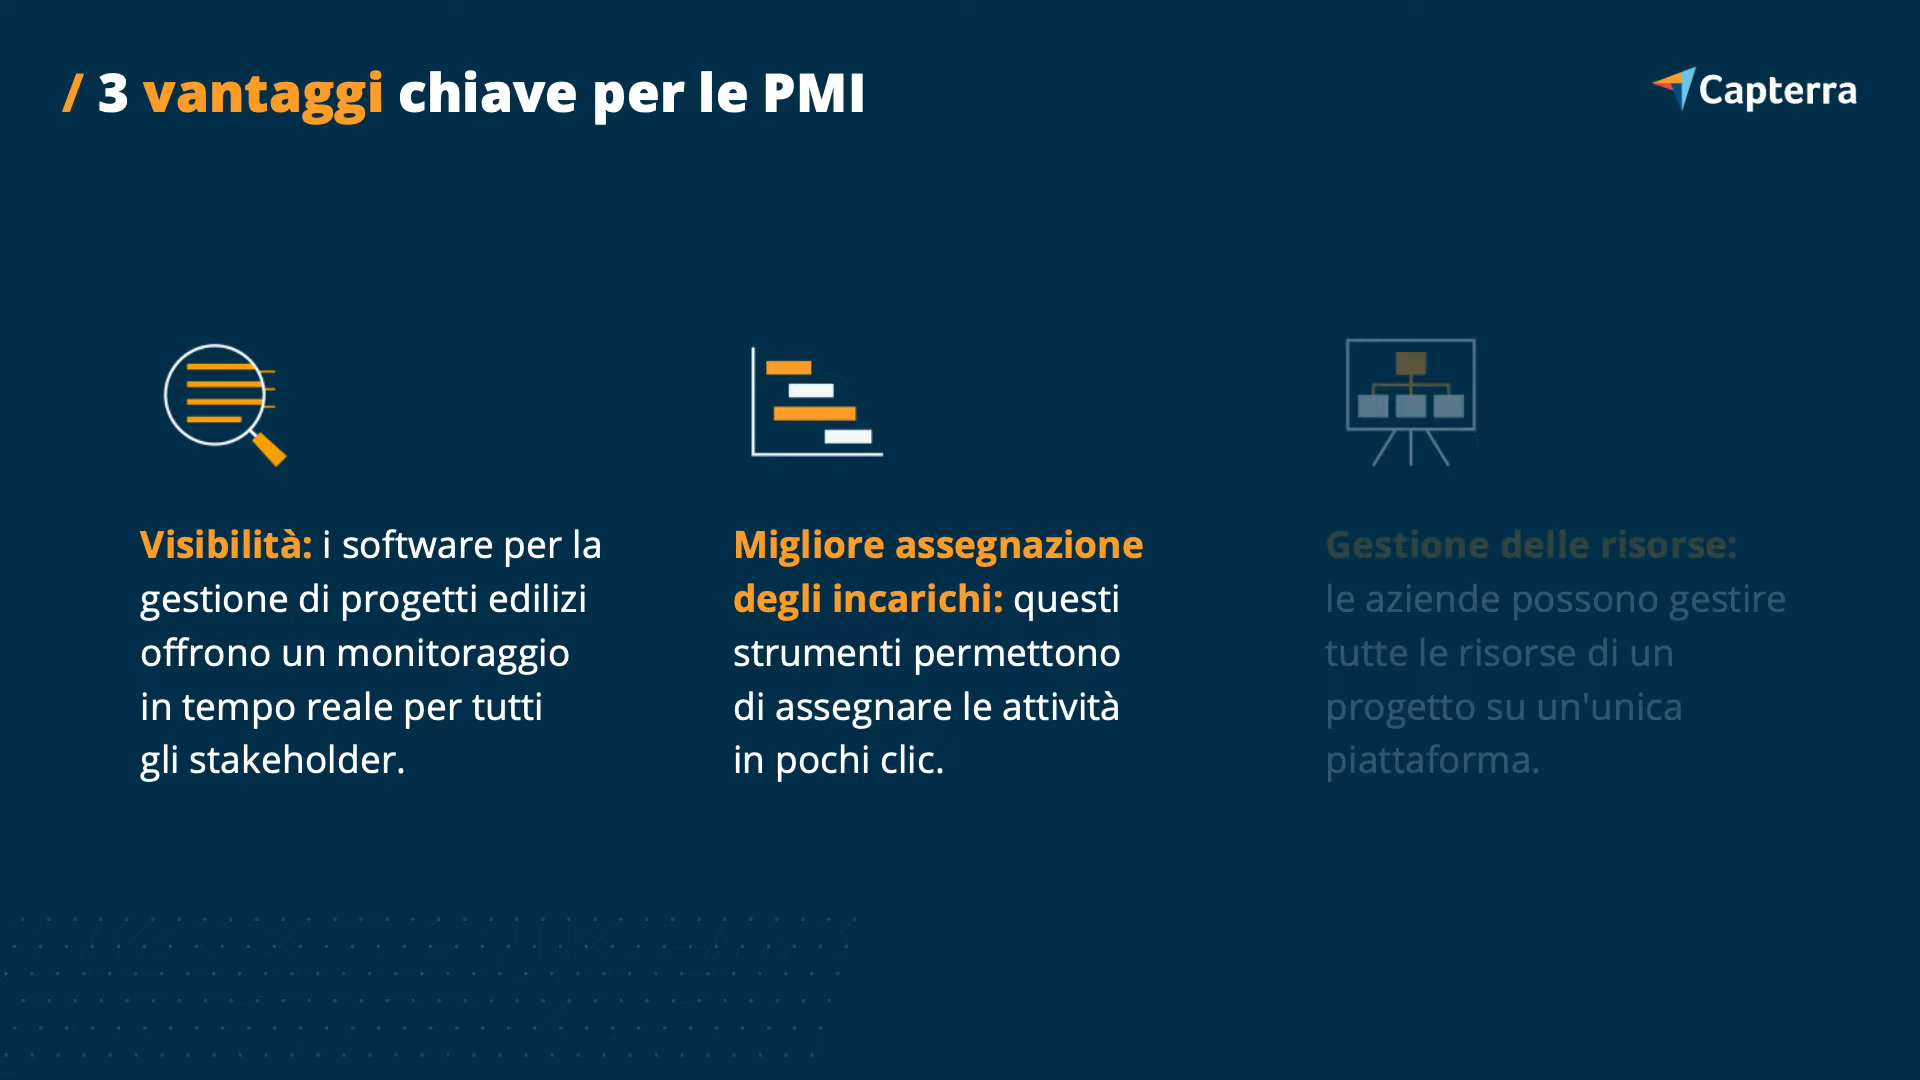 / 3 vantaggi chiave per le PMI
Capterra
Visibilità: i software per la
gestione di progetti edilizi
offrono un monitoraggio
in tempo reale per tutti
gli stakeholder.
Migliore assegnazione
degli incarichi: questi
strumenti permettono
di assegnare le attività
in pochi clic.
Gestione delle risorse:
le aziende possono gestire
tutte le risorse di un
progetto su un'unica
piattaforma.